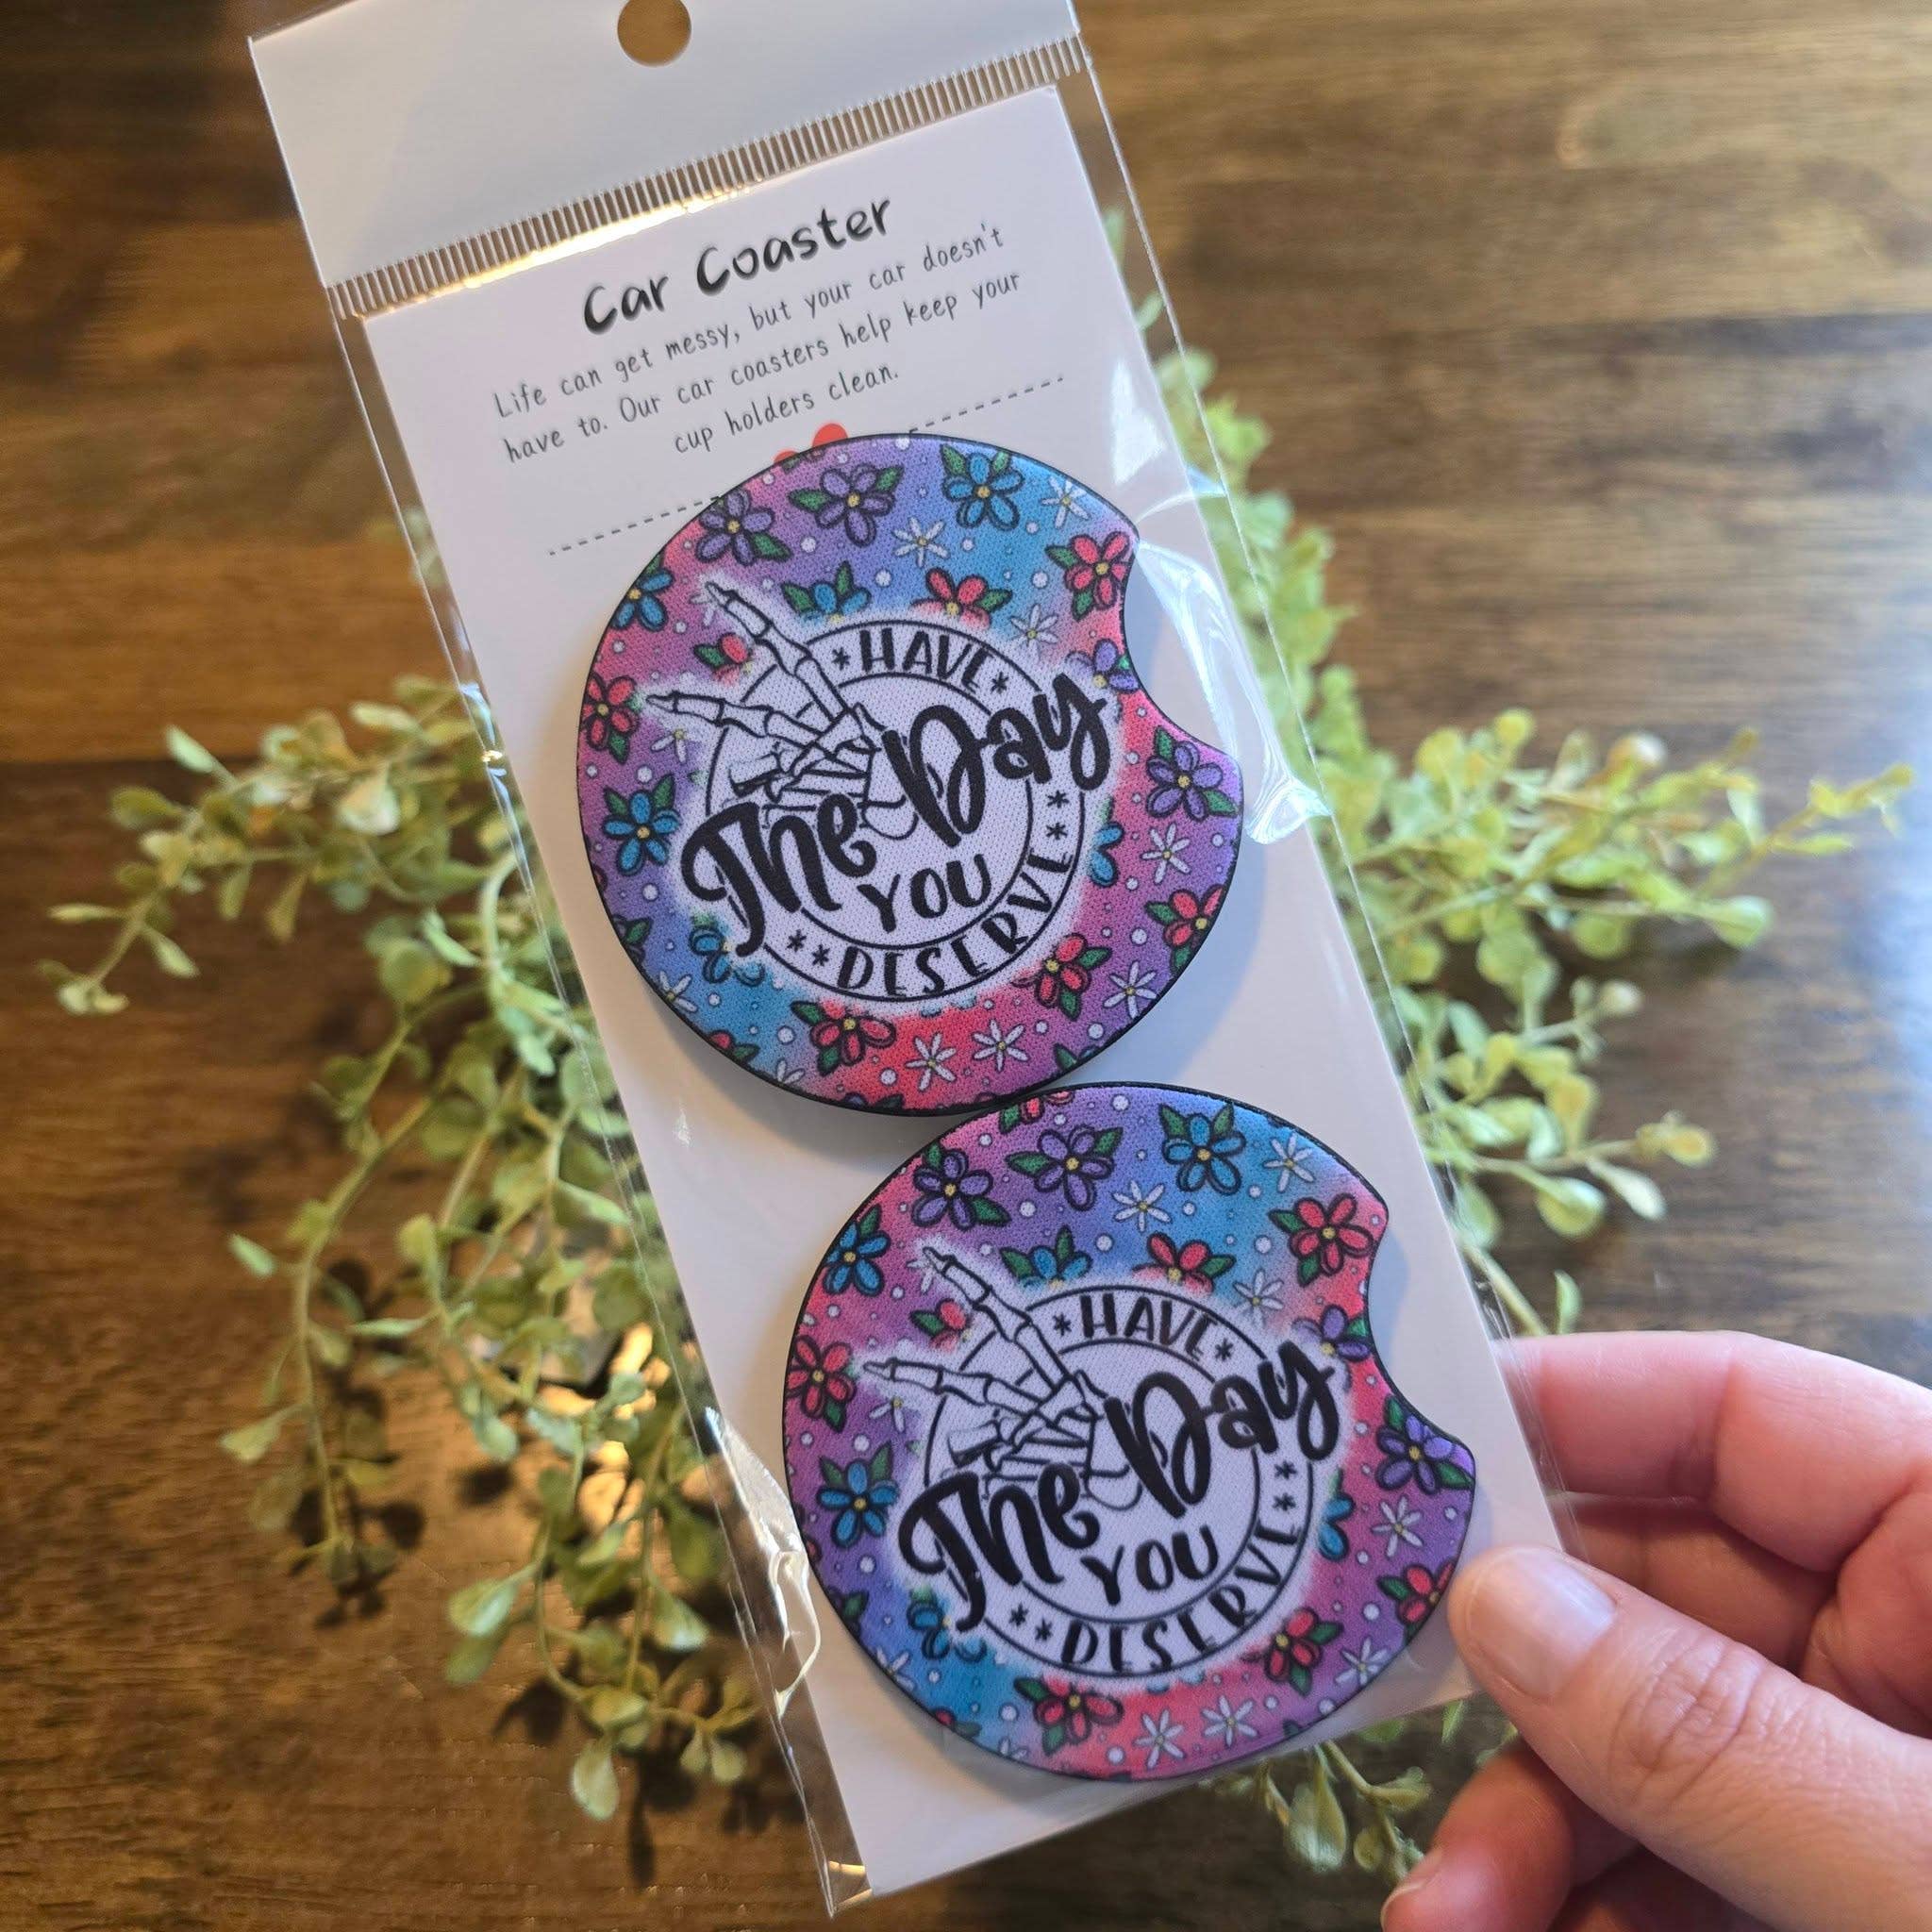 Car Coaster
Life can get messy, but your car doesn't
have to. Our car coasters help keep your
cup holders clean.
*HAVE*
The Day
YOU
**DESERVE**
*HAVE*
The Day
YOU
**DESERVE**